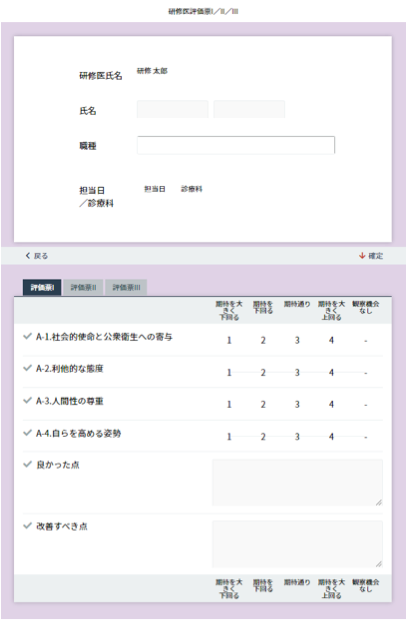 研修医評価票I／II／III
研修医氏名 研修 太郎
氏名
職種
担当日
／診療科
担当日 診療科
戻る 確定
評価票I 評価票II 評価票III
期待を大きく下回る 期待を下回る 期待通り 期待を大きく上回る 観察機会なし
A-1.社会的使命と公衆衛生への寄与 1 2 3 4 -
A-2.利他的な態度 1 2 3 4 -
A-3.人間性の尊重 1 2 3 4 -
A-4.自らを高める姿勢 1 2 3 4 -
良かった点
改善すべき点
期待を大きく下回る 期待を下回る 期待通り 期待を大きく上回る 観察機会なし